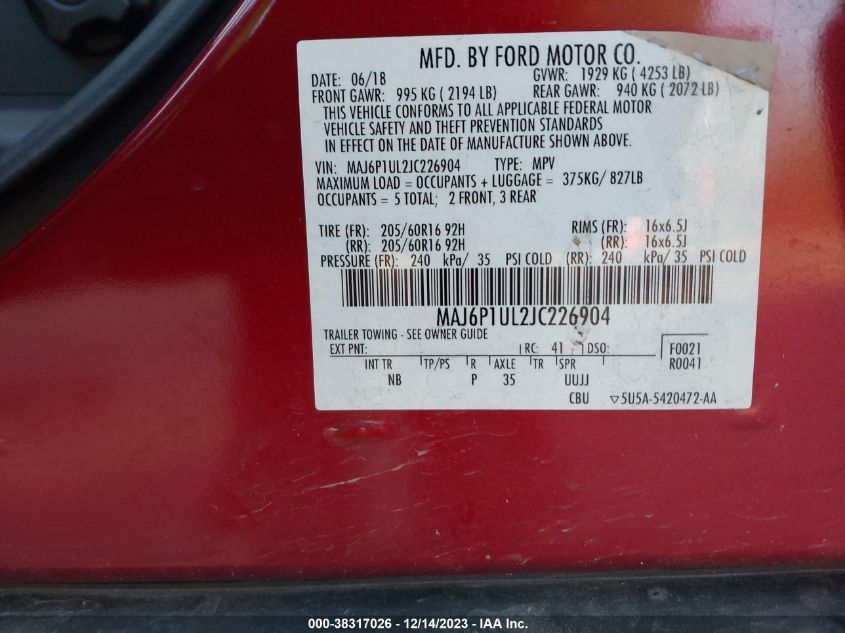 MFD. BY FORD MOTOR CO.
DATE: 06/18 GVWR: 1929 KG ( 4253 LB)
FRONT GAWR: 995 KG ( 2194 LB) REAR GAWR: 940 KG ( 2072 LB)
THIS VEHICLE CONFORMS TO ALL APPLICABLE FEDERAL MOTOR
VEHICLE SAFETY AND THEFT PREVENTION STANDARDS
IN EFFECT ON THE DATE OF MANUFACTURE SHOWN ABOVE.
VIN: MAJ6P1UL2JC226904 TYPE: MPV
MAXIMUM LOAD = OCCUPANTS + LUGGAGE = 375KG/ 827LB
OCCUPANTS = 5 TOTAL; 2 FRONT, 3 REAR
TIRE (FR): 205/60R16 92H RIMS (FR): 16x6.5J
(RR): 205/60R16 92H (RR): 16x6.5J
PRESSURE (FR): 240 kPa/ 35 PSI COLD (RR): 240 kPa/ 35 PSI COLD
MAJ6P1UL2JC226904
TRAILER TOWING - SEE OWNER GUIDE
EXT PNT: RC: 41 DSO: F0021
INT TR TP/PS R AXLE TR SPR R0041
NB P 35 UUJJ
CBU ▽5U5A-5420472-AA
000-38317026 - 12/14/2023 - IAA Inc.